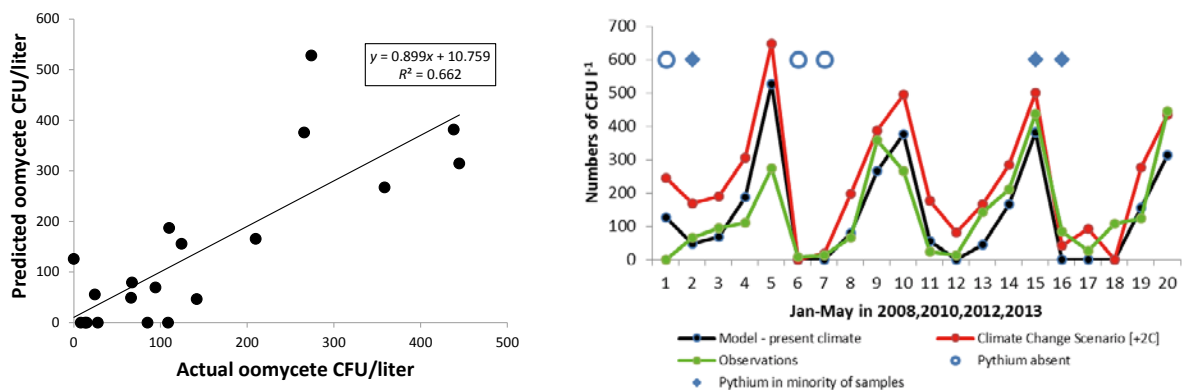 600
500
400
300
200
100
0
0 100 200 300 400 500
Predicted oomycete CFU/liter
Actual oomycete CFU/liter
y = 0.899x + 10.759
R² = 0.662
700
600
500
400
300
200
100
0
1 2 3 4 5 6 7 8 9 10 11 12 13 14 15 16 17 18 19 20
Numbers of CFU l⁻¹
Jan-May in 2008,2010,2012,2013
Model - present climate
Climate Change Scenario [+2C]
Observations
Pythium absent
Pythium in minority of samples